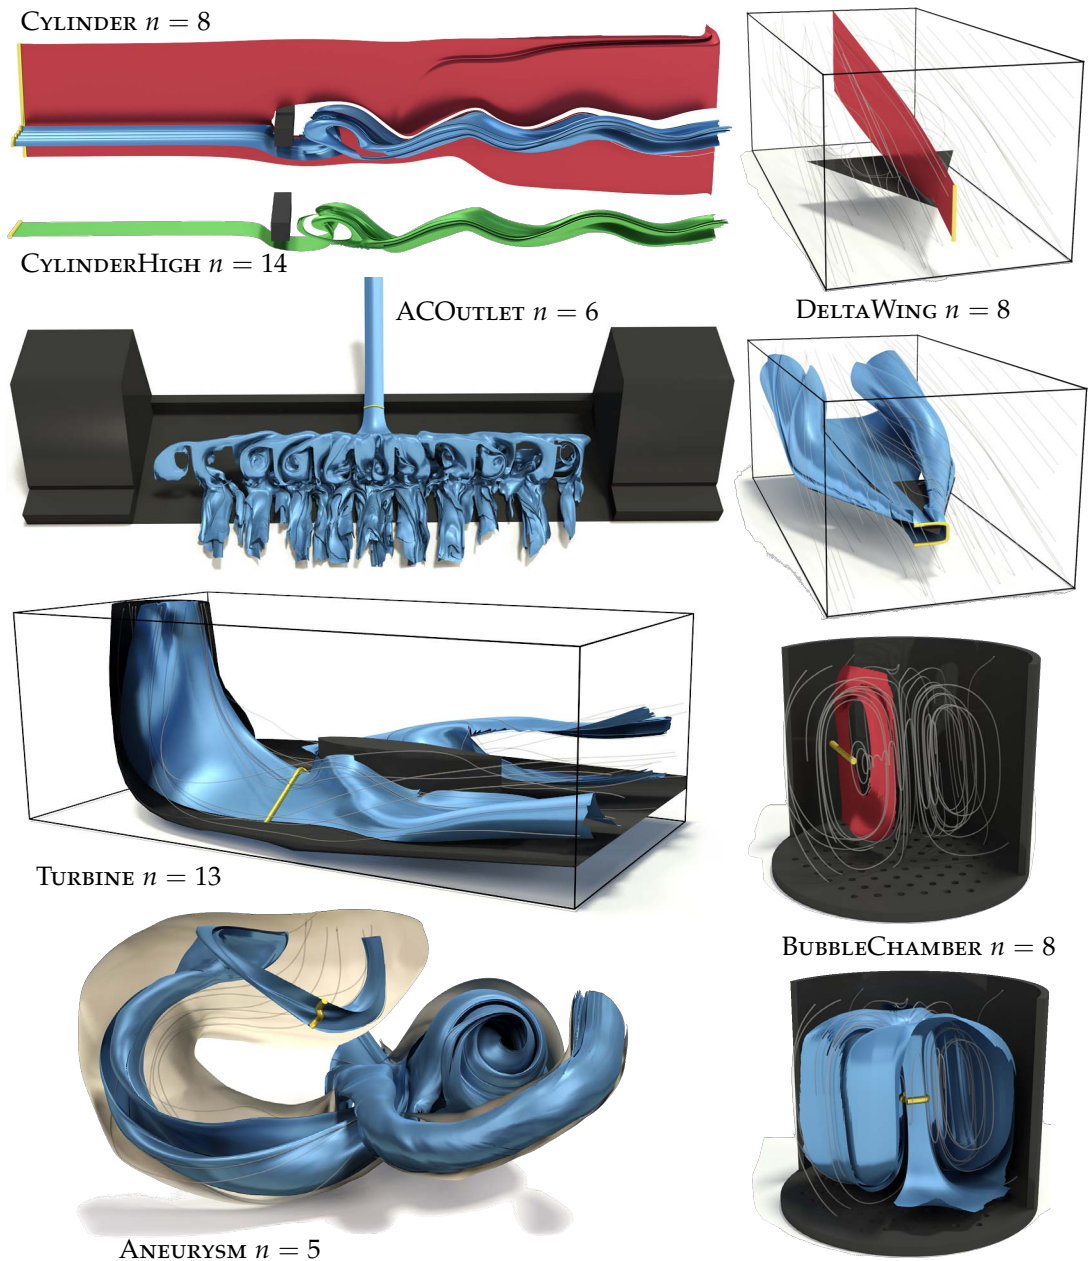 Cylinder n = 8
CylinderHigh n = 14
ACOutlet n = 6
DeltaWing n = 8
Turbine n = 13
BubbleChamber n = 8
Aneurysm n = 5